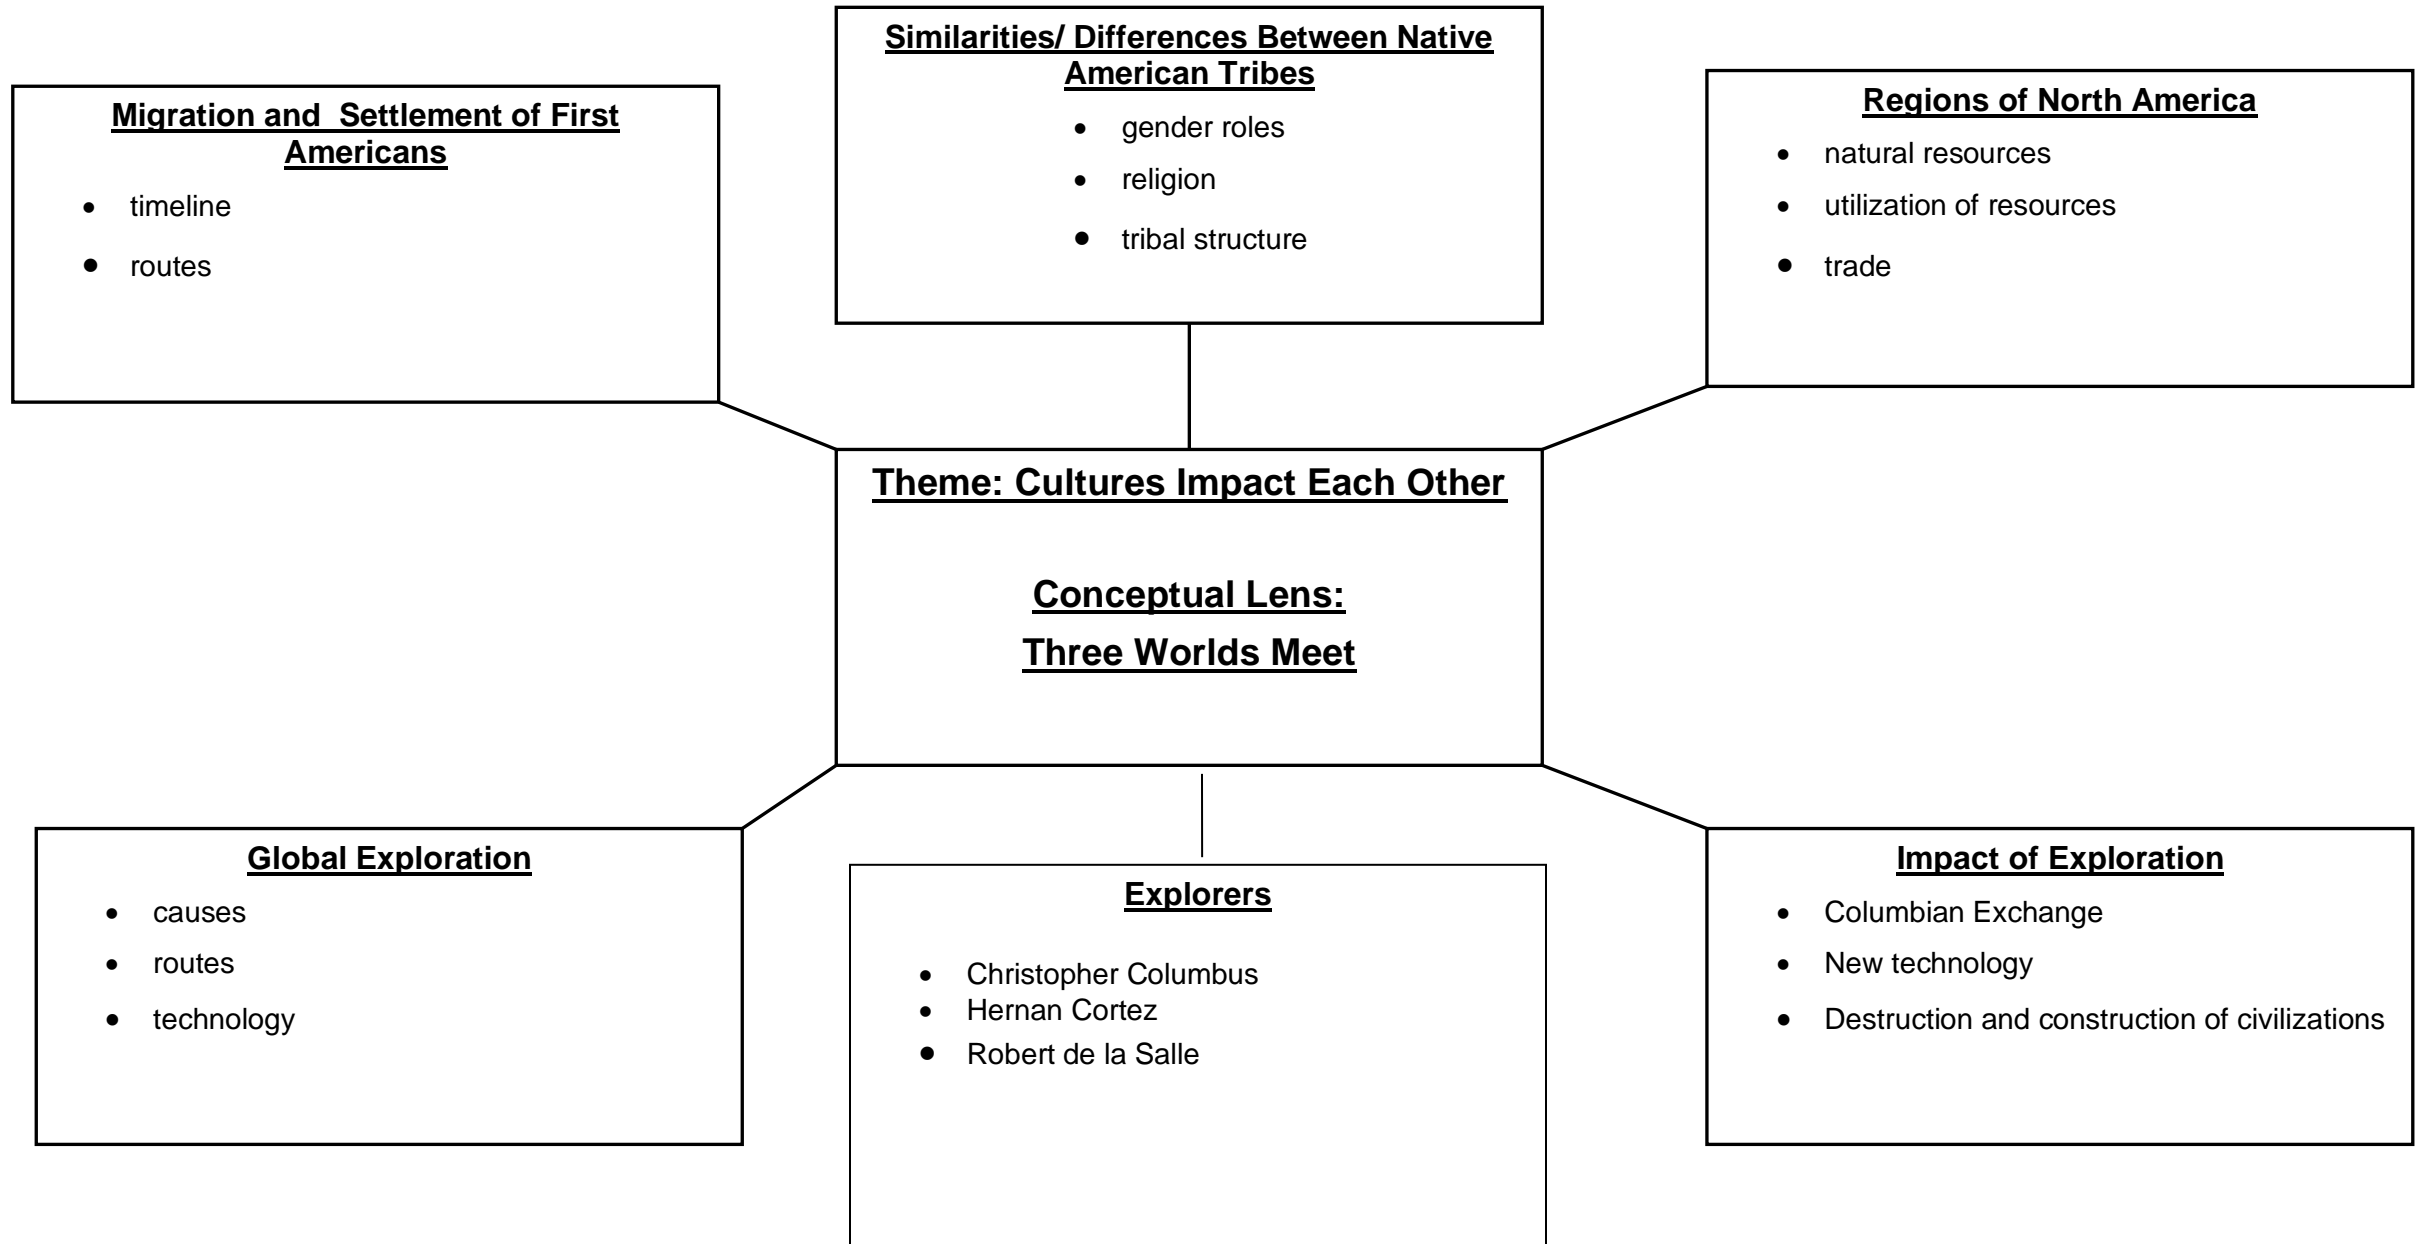 Migration and  Settlement of First
Americans
• timeline
• routes
Similarities/ Differences Between Native
American Tribes
• gender roles
• religion
• tribal structure
Regions of North America
• natural resources
• utilization of resources
• trade
Theme: Cultures Impact Each Other
Conceptual Lens:
Three Worlds Meet
Global Exploration
• causes
• routes
• technology
Explorers
• Christopher Columbus
• Hernan Cortez
• Robert de la Salle
Impact of Exploration
• Columbian Exchange
• New technology
• Destruction and construction of civilizations